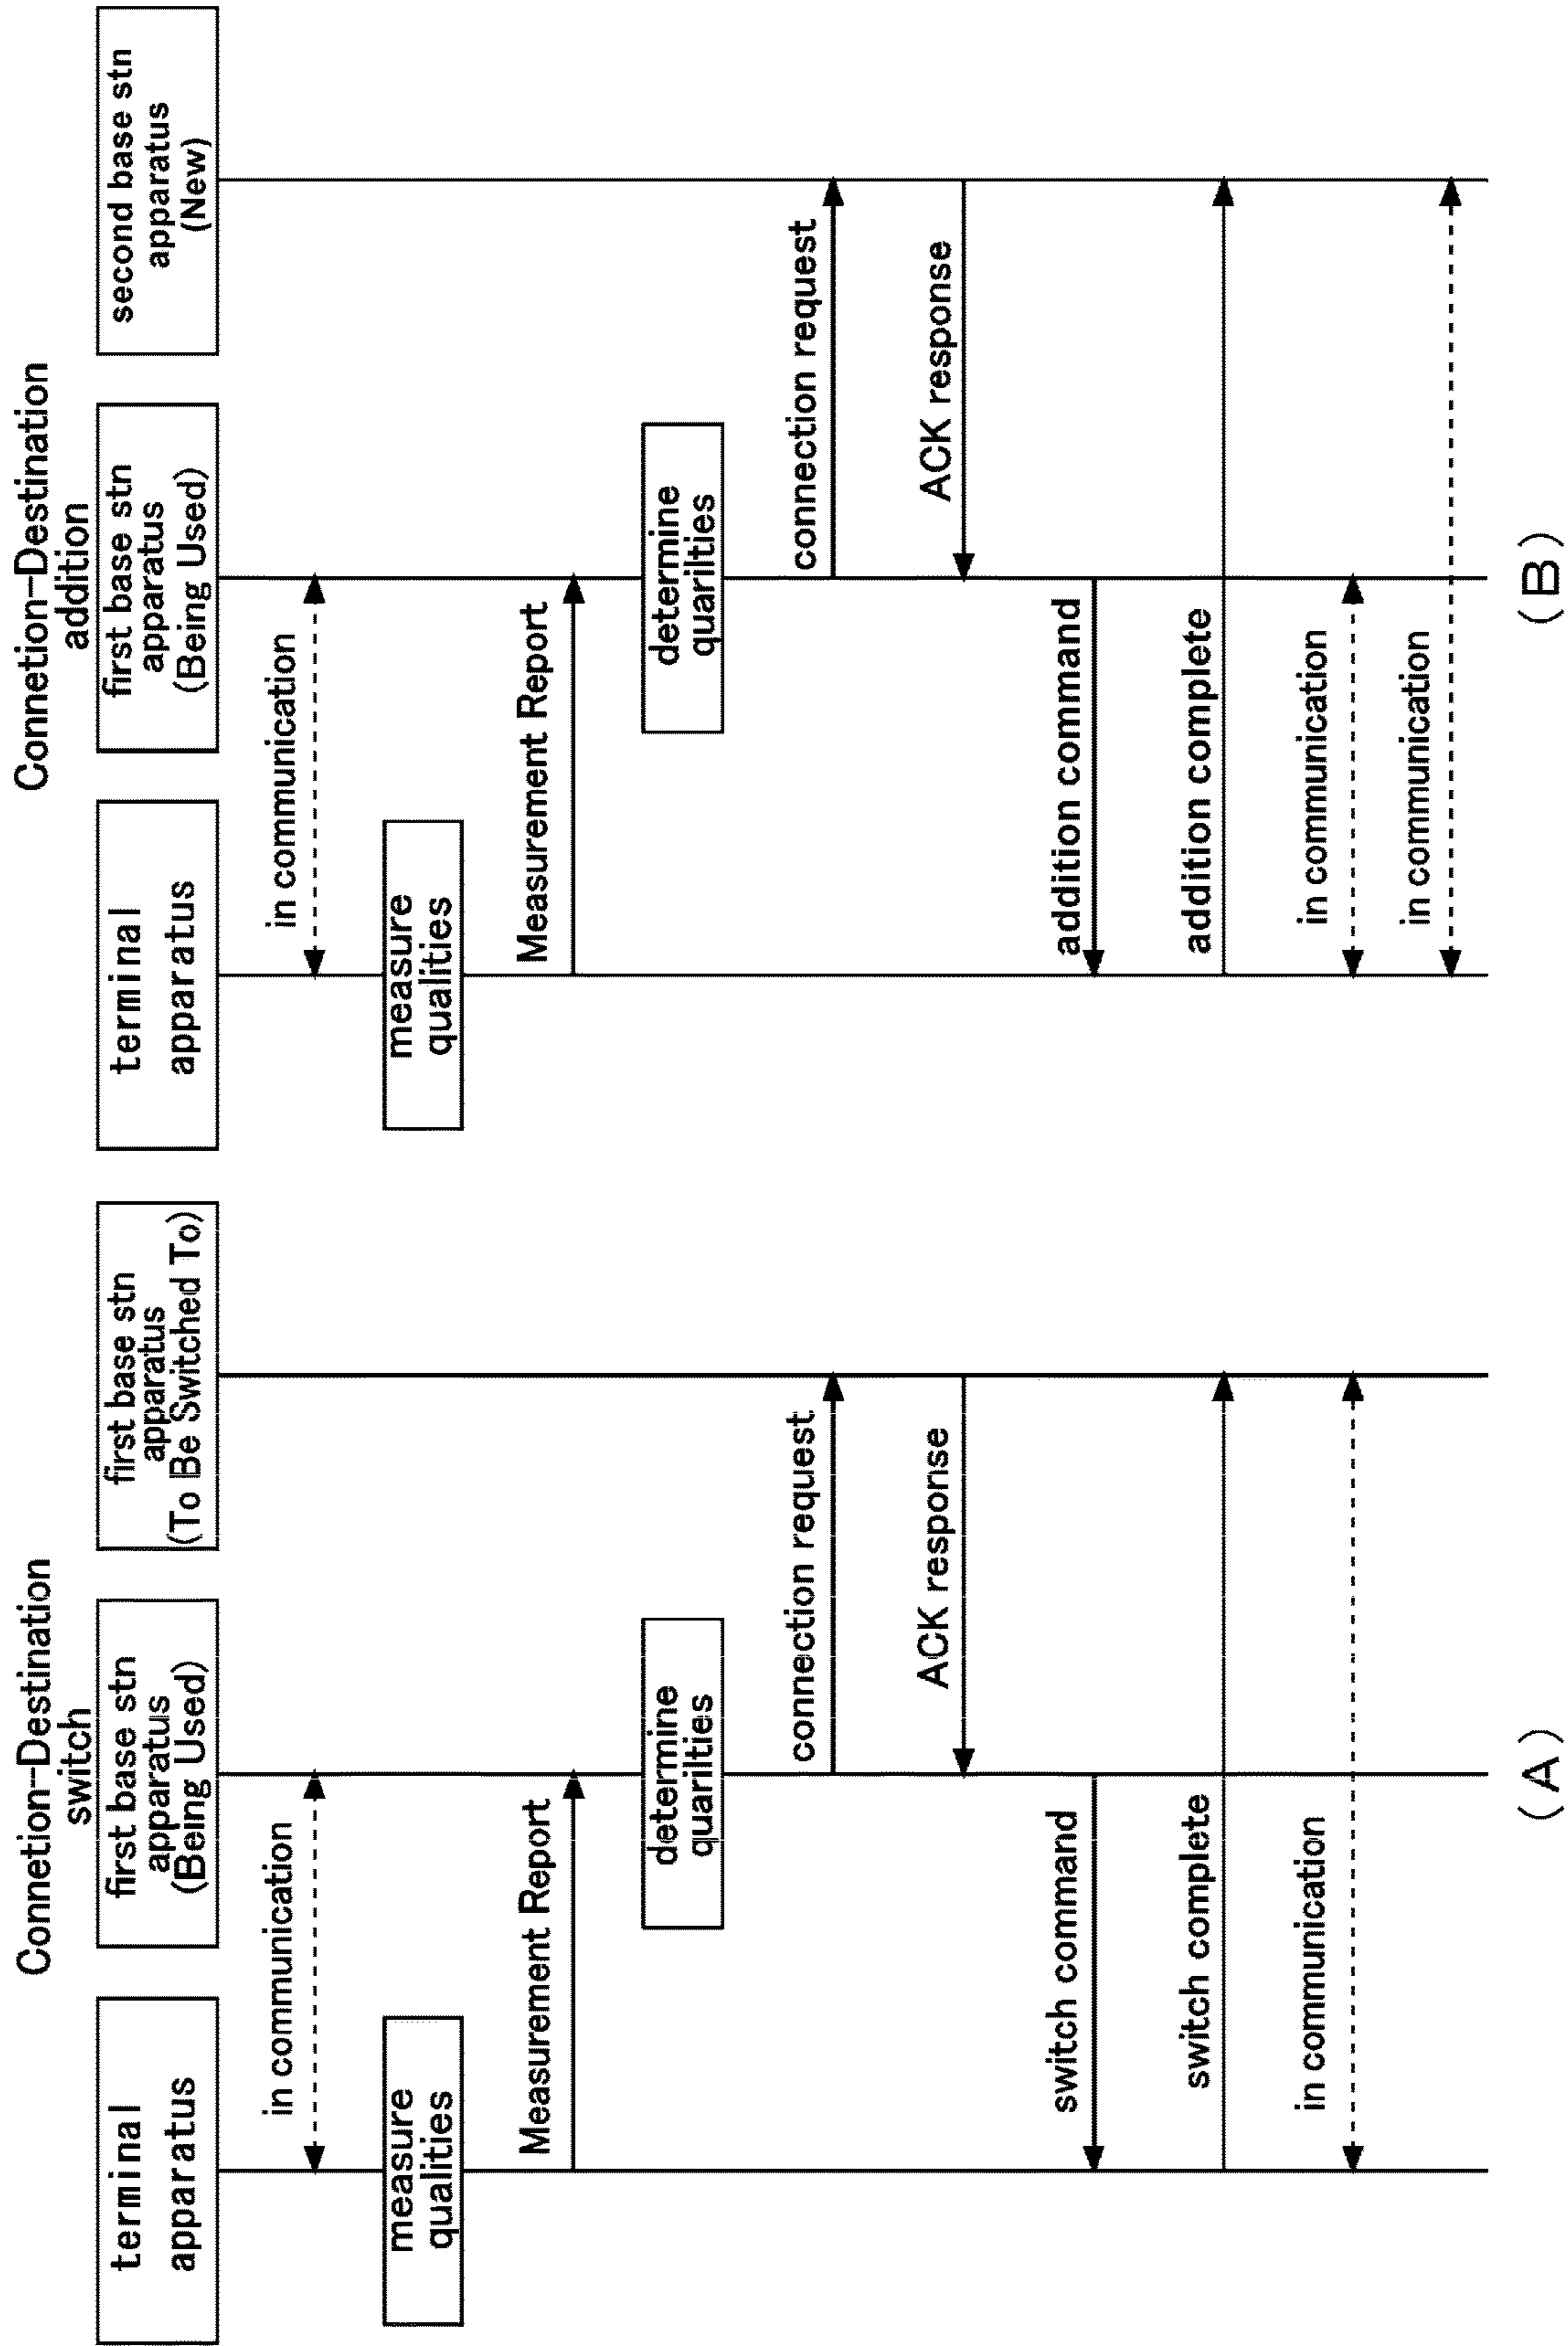 Connetion-Destination
switch
terminal
apparatus
first base stn
apparatus
(Being Used)
first base stn
apparatus
(To Be Switched To)
in communication
measure
qualities
Measurement Report
determine
quarilties
connection request
ACK response
switch command
switch complete
in communication
(A)
Connetion-Destination
addition
terminal
apparatus
first base stn
apparatus
(Being Used)
second base stn
apparatus
(New)
in communication
measure
qualities
Measurement Report
determine
quarilties
connection request
ACK response
addition command
addition complete
in communication
in communication
(B)